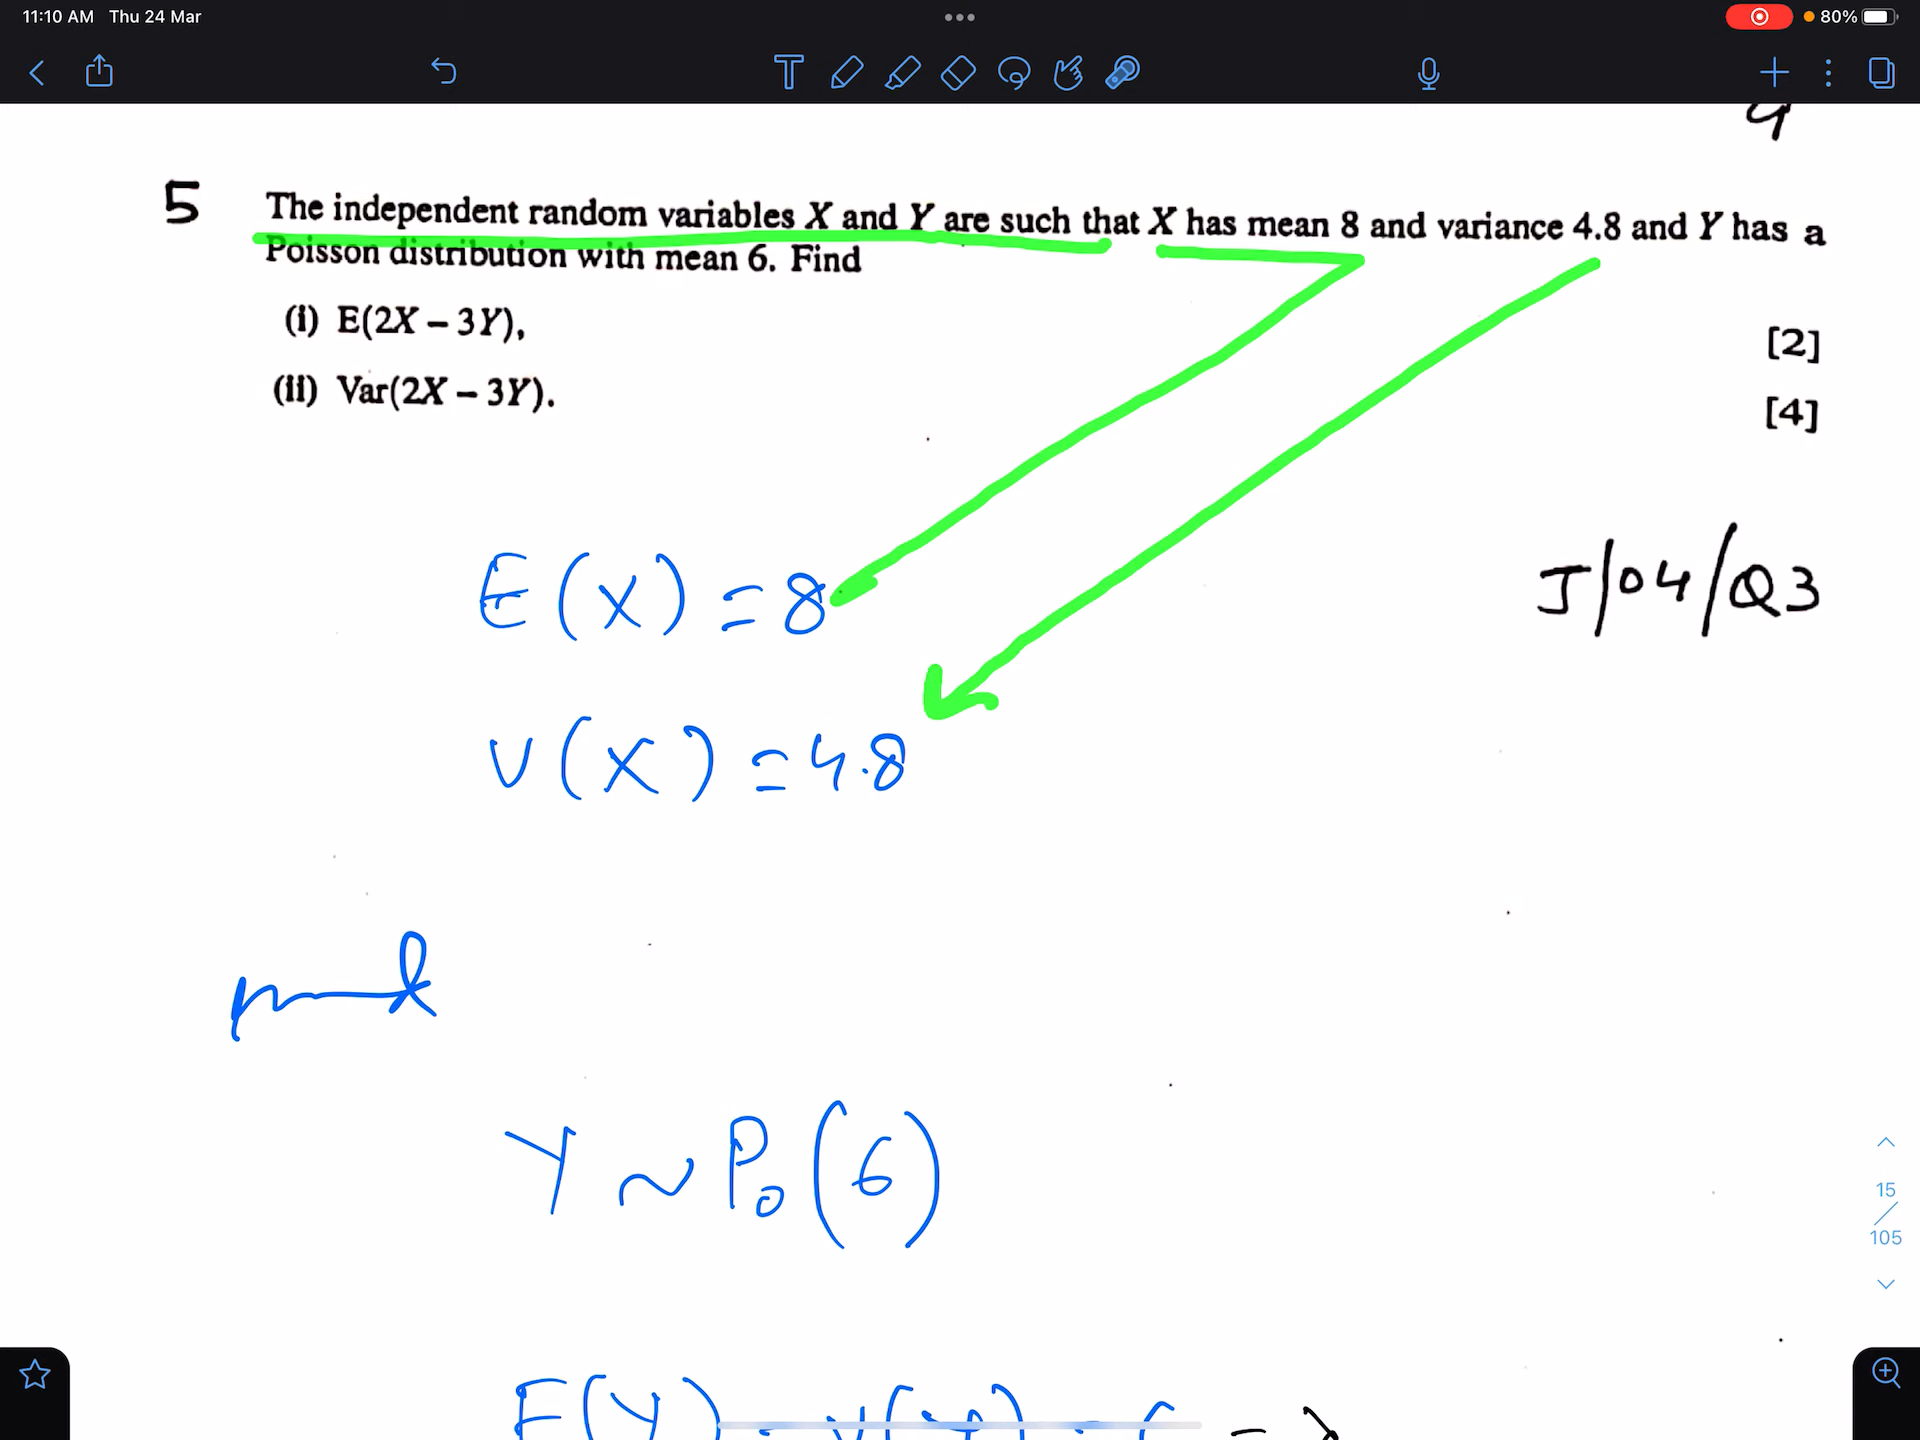 11:10 AM Thu 24 Mar
80%
5 The independent random variables X and Y are such that X has mean 8 and variance 4.8 and Y has a
Poisson distribution with mean 6. Find
(i) E(2X – 3Y), [2]
(ii) Var(2X – 3Y). [4]
J/04/Q3
E(X) = 8
V(X) = 4.8
Y ~ Po(6)
E(Y) = V(Y) = 6 = λ
15
/
105